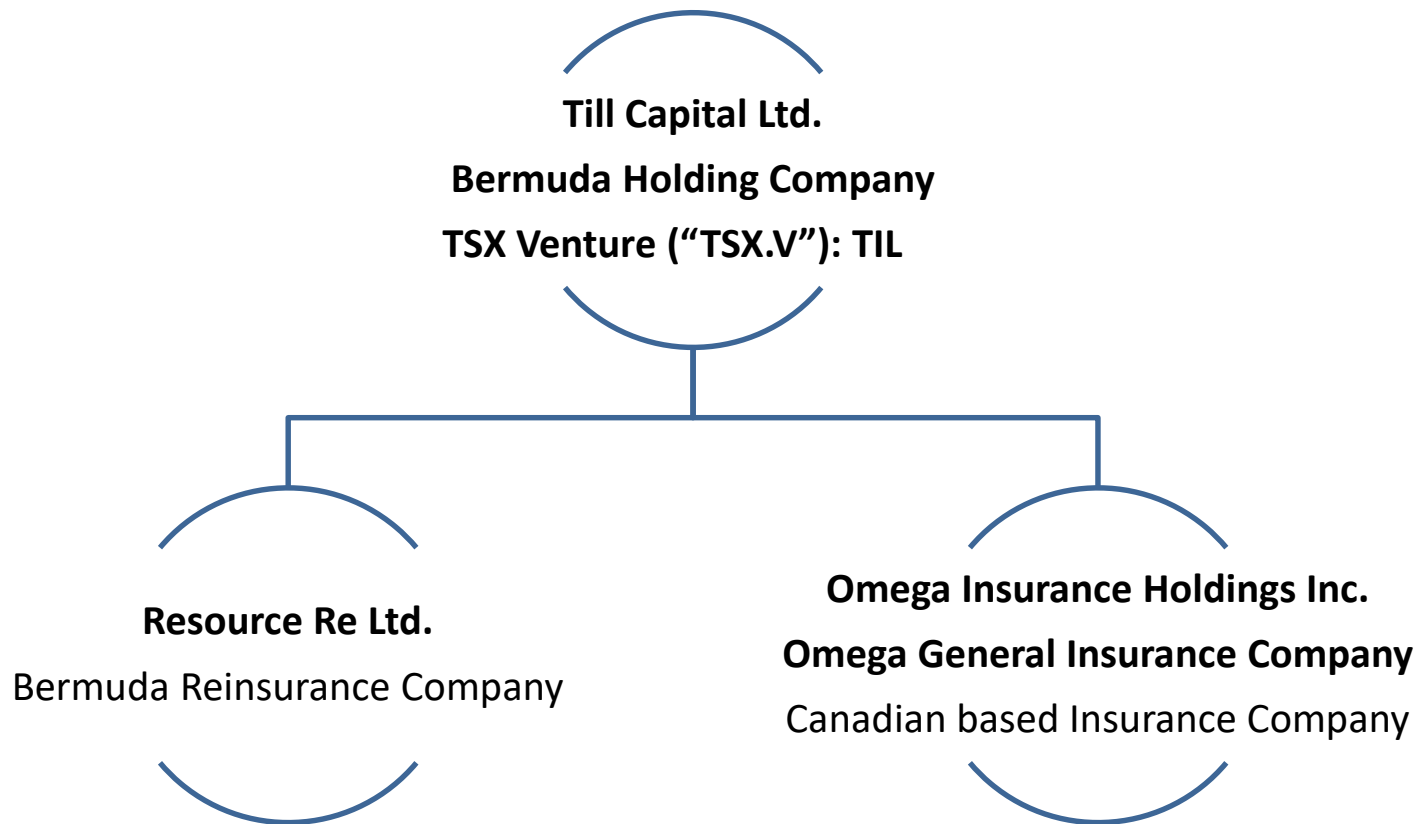 Till Capital Ltd.
Bermuda Holding Company
TSX Venture (“TSX.V”): TIL
Resource Re Ltd.
Bermuda Reinsurance Company
Omega Insurance Holdings Inc.
Omega General Insurance Company
Canadian based Insurance Company